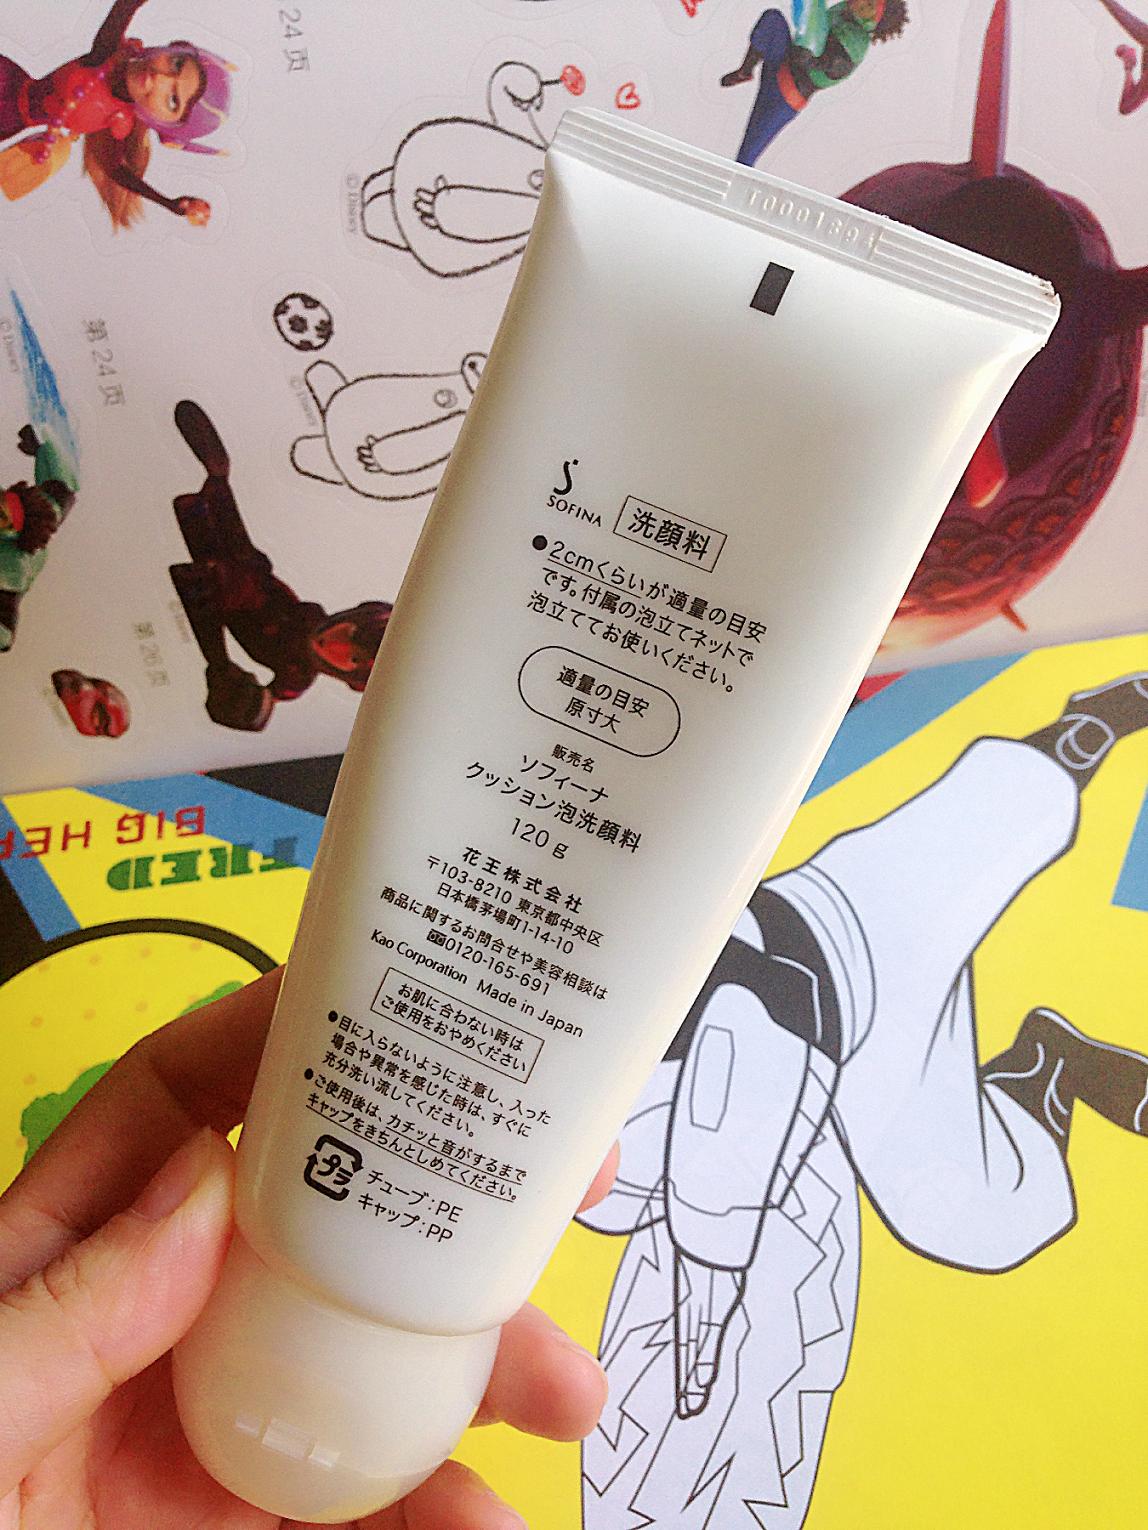 T0001394
SOFINA
洗顔料
●2cmくらいが適量の目安
です。付属の泡立てネットで
泡立ててお使いください。
適量の目安
原寸大
販売名
ソフィーナ
クッション泡洗顔料
120g
花王株式会社
〒103-8210 東京都中央区
日本橋茅場町1-14-10
商品に関するお問合せや美容相談は
0120-165-691
Kao Corporation Made in Japan
お肌に合わない時は
ご使用をおやめください
●目に入らないように注意し、入った
場合や異常を感じた時は、すぐに
充分洗い流してください。
●ご使用後は、カチッと音がするまで
キャップをきちんとしめてください。
プラ
チューブ:PE
キャップ:PP
24页
©Disney
第24页
©Disney
©Disney
第26页
©Disney
BIG HER
FRED